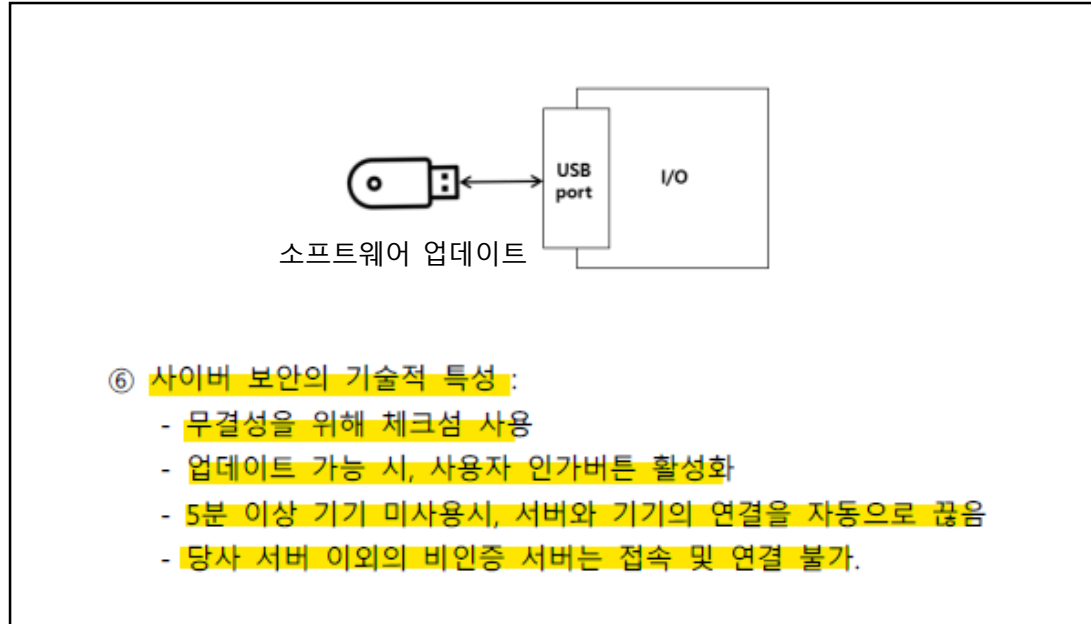 USB
port
I/O
소프트웨어 업데이트
⑥ 사이버 보안의 기술적 특성 :
- 무결성을 위해 체크섬 사용
- 업데이트 가능 시, 사용자 인가버튼 활성화
- 5분 이상 기기 미사용시, 서버와 기기의 연결을 자동으로 끊음
- 당사 서버 이외의 비인증 서버는 접속 및 연결 불가.